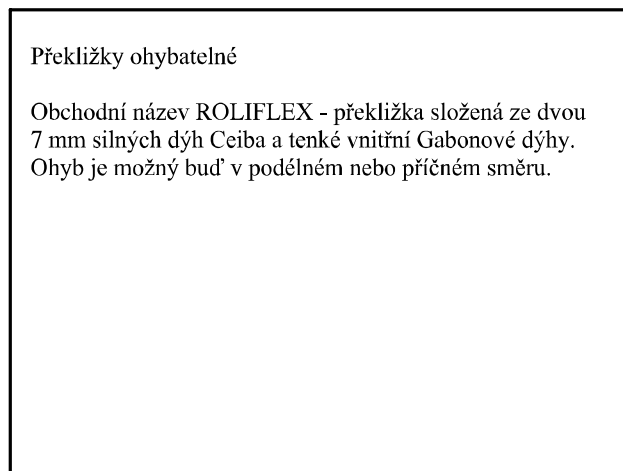 Překližky ohybatelné
Obchodní název ROLIFLEX - překližka složená ze dvou
7 mm silných dýh Ceiba a tenké vnitřní Gabonové dýhy.
Ohyb je možný buď v podélném nebo příčném směru.